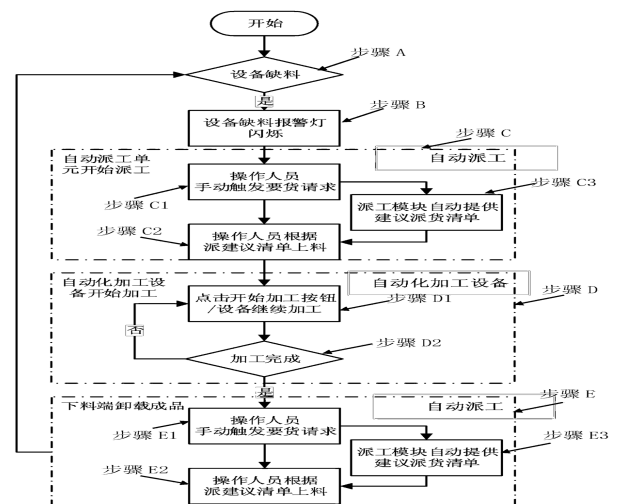 开始
步骤 A
设备缺料
是
步骤 B
设备缺料报警灯
闪烁
步骤 C
自动派工单
元开始派工
自动派工
操作人员
手动触发要货请求
步骤 C1
步骤 C3
派工模块自动提供
建议派货清单
步骤 C2
操作人员根据
派建议清单上料
自动化加工设
备开始加工
自动化加工设备
步骤 D
点击开始加工按钮
/设备继续加工
步骤 D1
否
加工完成
步骤 D2
是
下料端卸载成品
自动派工
步骤 E
操作人员
手动触发要货请求
步骤 E1
步骤 E3
派工模块自动提供
建议派货清单
步骤 E2
操作人员根据
派建议清单上料